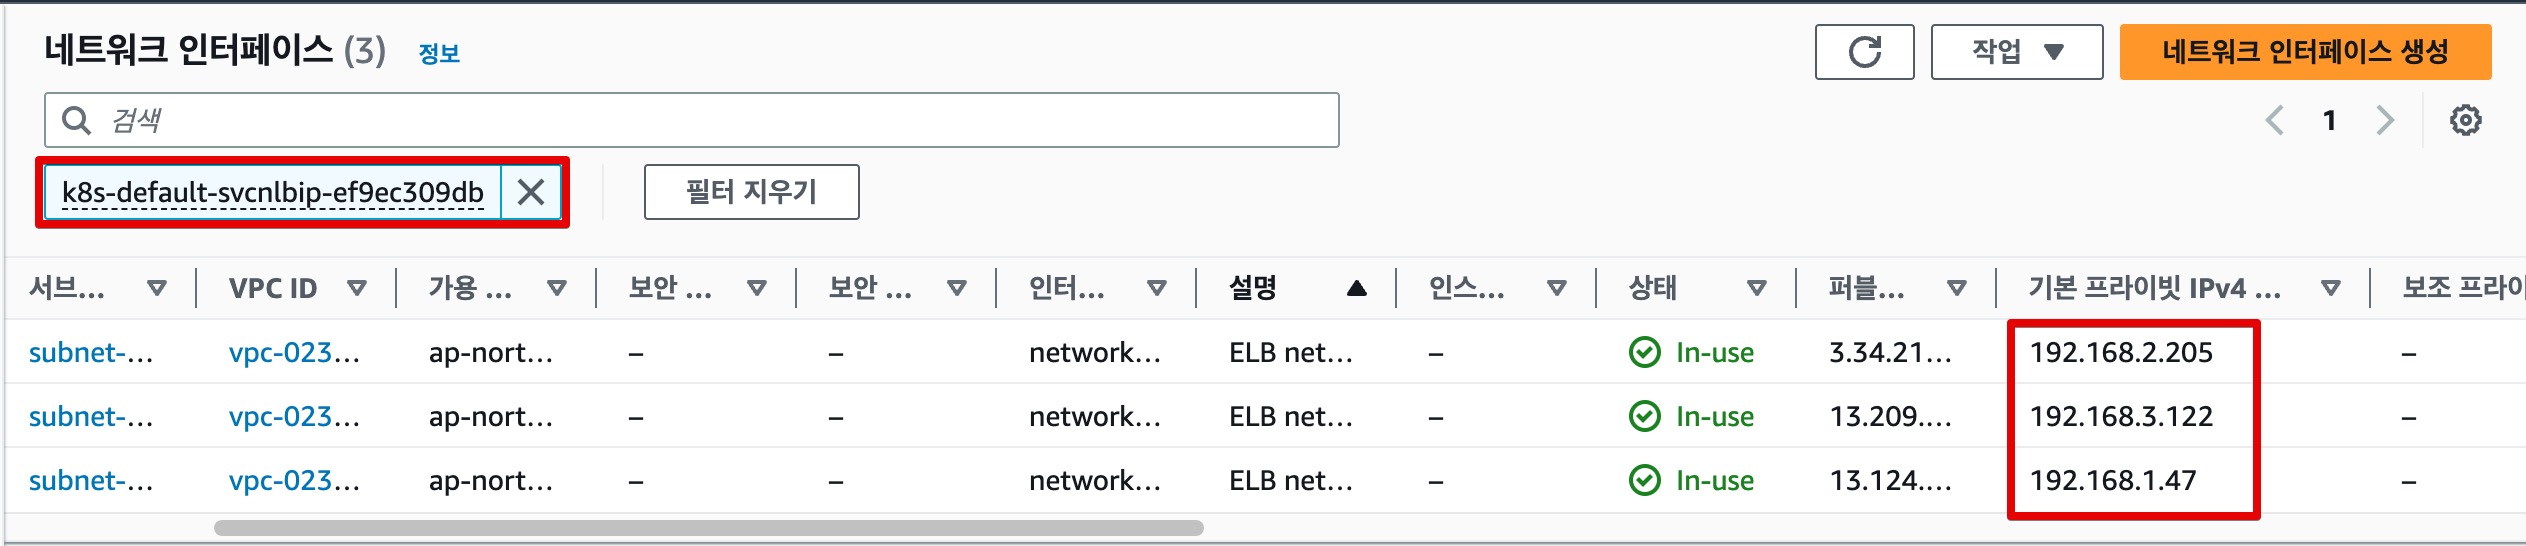 네트워크 인터페이스 (3) 정보 작업 네트워크 인터페이스 생성
검색 1
k8s-default-svcnlbip-ef9ec309db 필터 지우기
서브... VPC ID 가용 ... 보안 ... 보안 ... 인터... 설명 인스... 상태 퍼블... 기본 프라이빗 IPv4 ... 보조 프라이
subnet-... vpc-023... ap-nort... – – network... ELB net... – In-use 3.34.21... 192.168.2.205 –
subnet-... vpc-023... ap-nort... – – network... ELB net... – In-use 13.209.... 192.168.3.122 –
subnet-... vpc-023... ap-nort... – – network... ELB net... – In-use 13.124.... 192.168.1.47 –